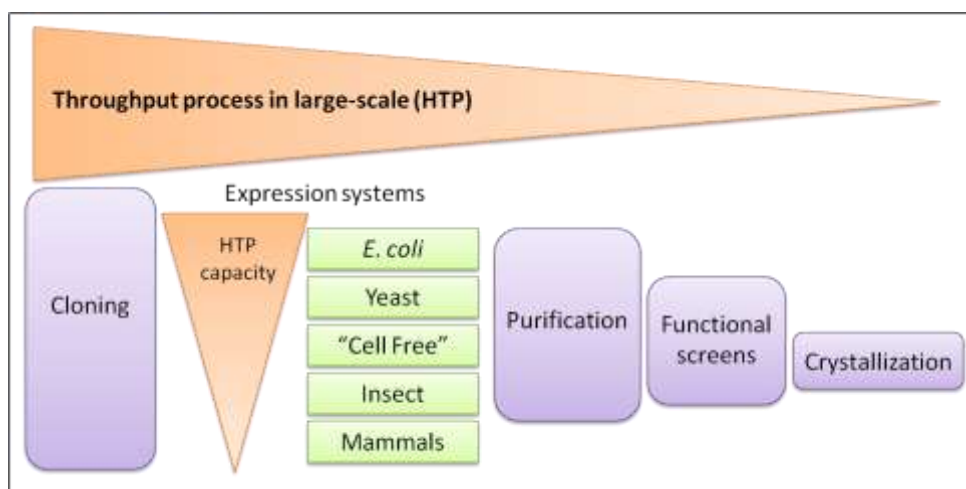 Throughput process in large-scale (HTP)
Expression systems
Cloning
HTP
capacity
E. coli
Yeast
“Cell Free”
Insect
Mammals
Purification
Functional
screens
Crystallization